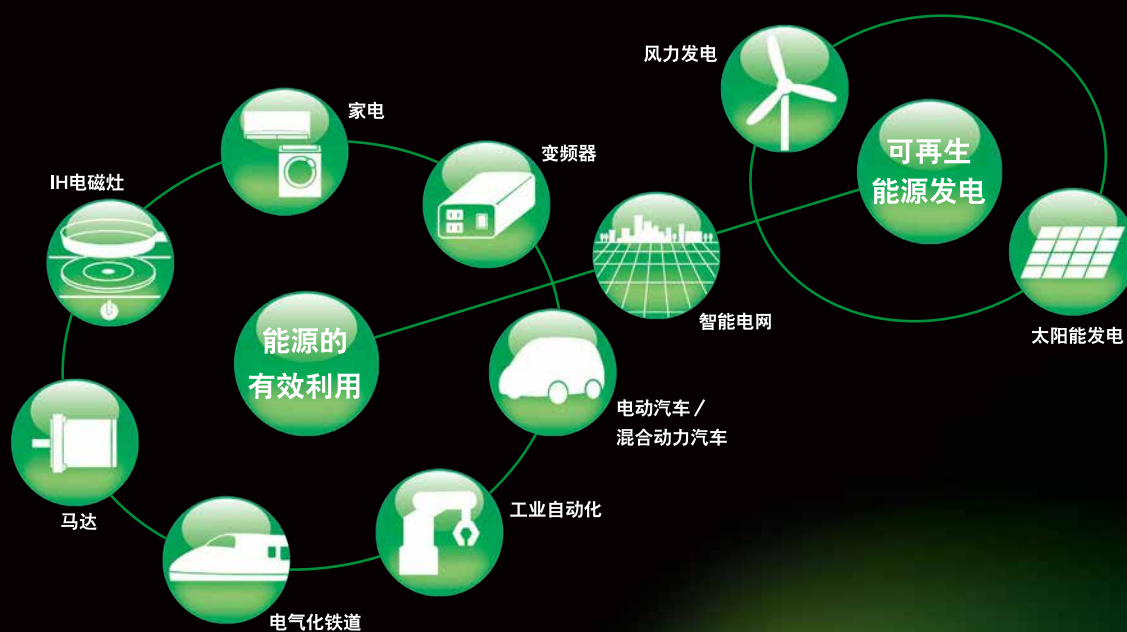 风力发电
可再生
能源发电
太阳能发电
智能电网
家电
变频器
IH电磁灶
能源的
有效利用
电动汽车 /
混合动力汽车
马达
工业自动化
电气化铁道